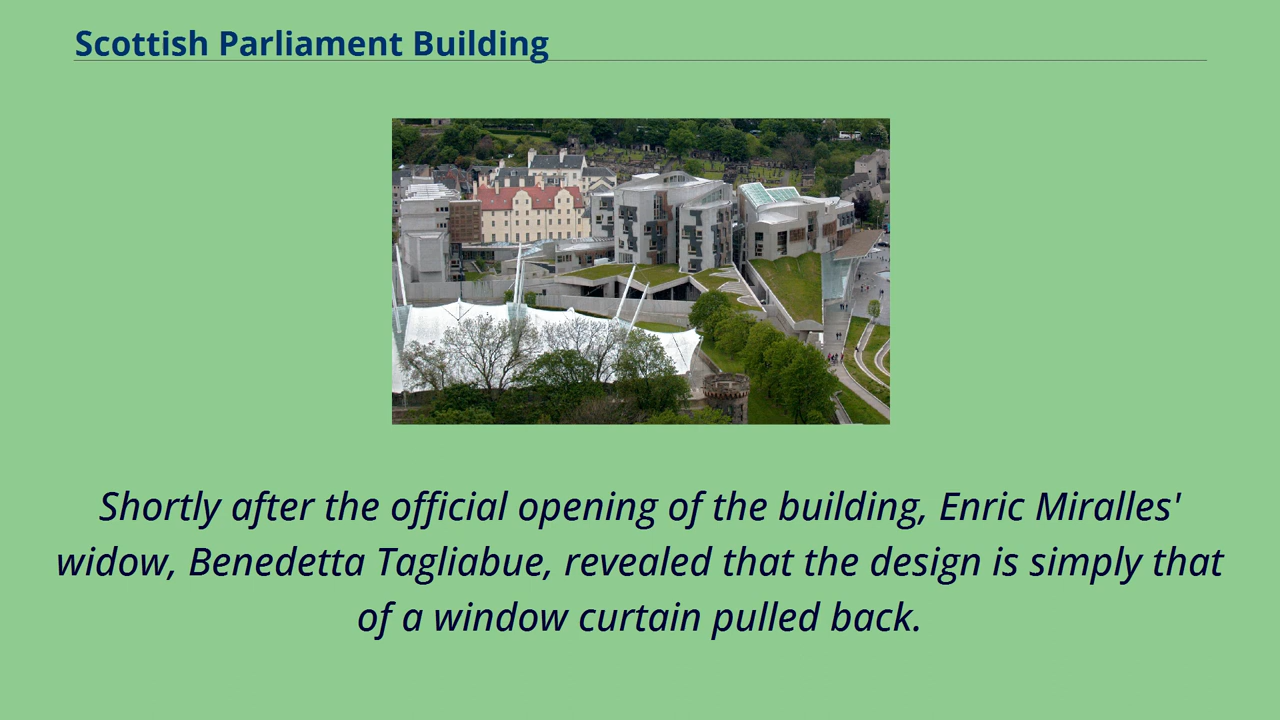 Scottish Parliament Building
Shortly after the official opening of the building, Enric Miralles'
widow, Benedetta Tagliabue, revealed that the design is simply that
of a window curtain pulled back.